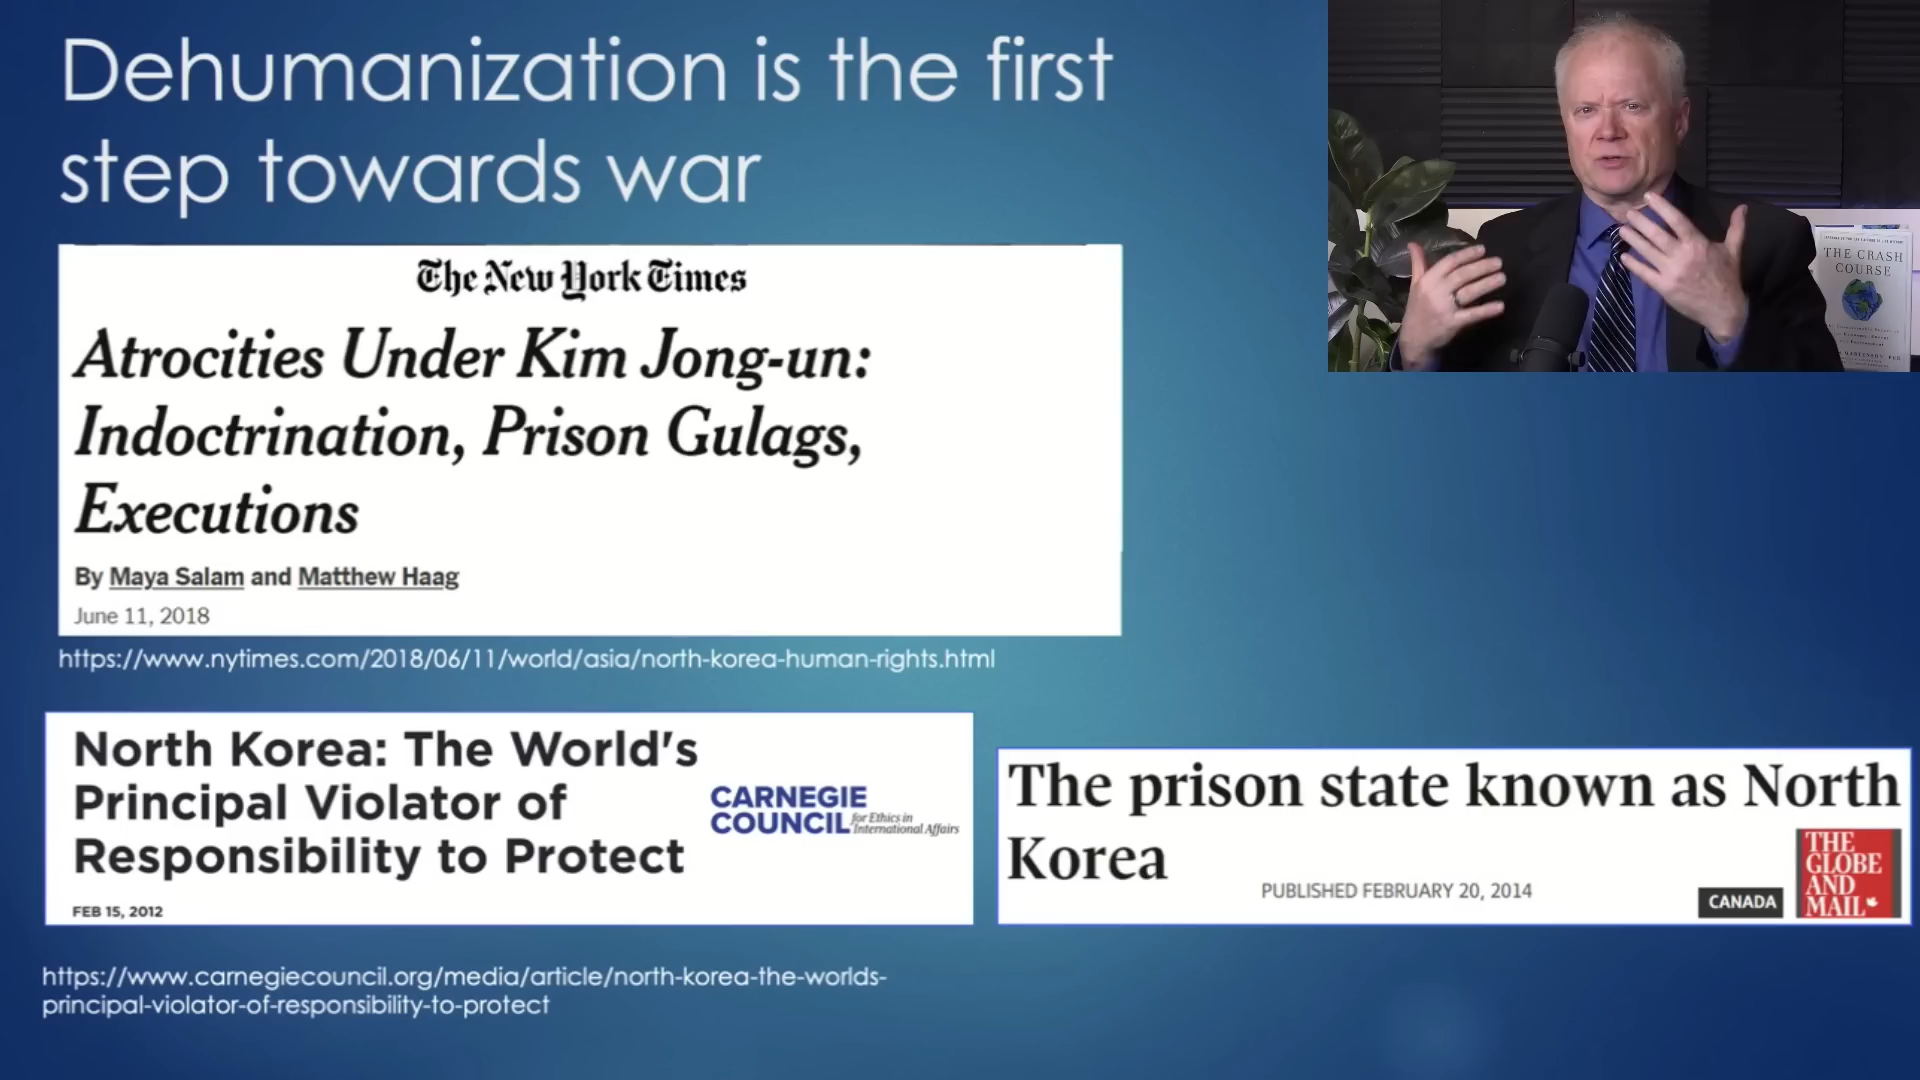 Dehumanization is the first
step towards war
The New York Times
Atrocities Under Kim Jong-un:
Indoctrination, Prison Gulags,
Executions
By Maya Salam and Matthew Haag
June 11, 2018
https://www.nytimes.com/2018/06/11/world/asia/north-korea-human-rights.html
North Korea: The World's
Principal Violator of
Responsibility to Protect
FEB 15, 2012
CARNEGIE
COUNCIL for Ethics in
International Affairs
https://www.carnegiecouncil.org/media/article/north-korea-the-worlds-
principal-violator-of-responsibility-to-protect
The prison state known as North
Korea
PUBLISHED FEBRUARY 20, 2014
CANADA
THE
GLOBE
AND
MAIL
THE CRASH
COURSE